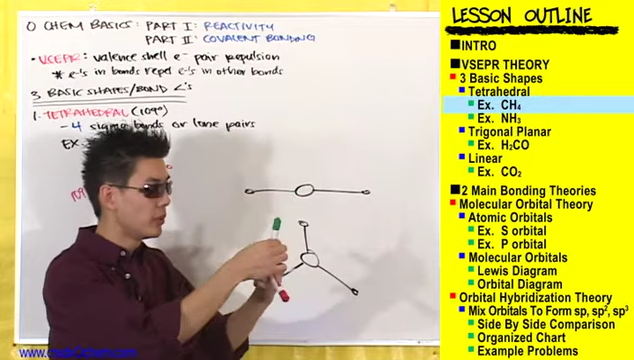 O CHEM BASICS: PART I: REACTIVITY
PART II: COVALENT BONDING
• VCEPR: valence shell e⁻ pair repulsion
* e⁻'s in bonds repel e⁻'s in other bonds
3 BASIC SHAPES/BOND <'s
1. TETRAHEDRAL (109°)
- 4 sigma bonds or lone pairs
EX.
LESSON OUTLINE
INTRO
VSEPR THEORY
3 Basic Shapes
Tetrahedral
Ex. CH₄
Ex. NH₃
Trigonal Planar
Ex. H₂CO
Linear
Ex. CO₂
2 Main Bonding Theories
Molecular Orbital Theory
Atomic Orbitals
Ex. S orbital
Ex. P orbital
Molecular Orbitals
Lewis Diagram
Orbital Diagram
Orbital Hybridization Theory
Mix Orbitals To Form sp, sp², sp³
Side By Side Comparison
Organized Chart
Example Problems